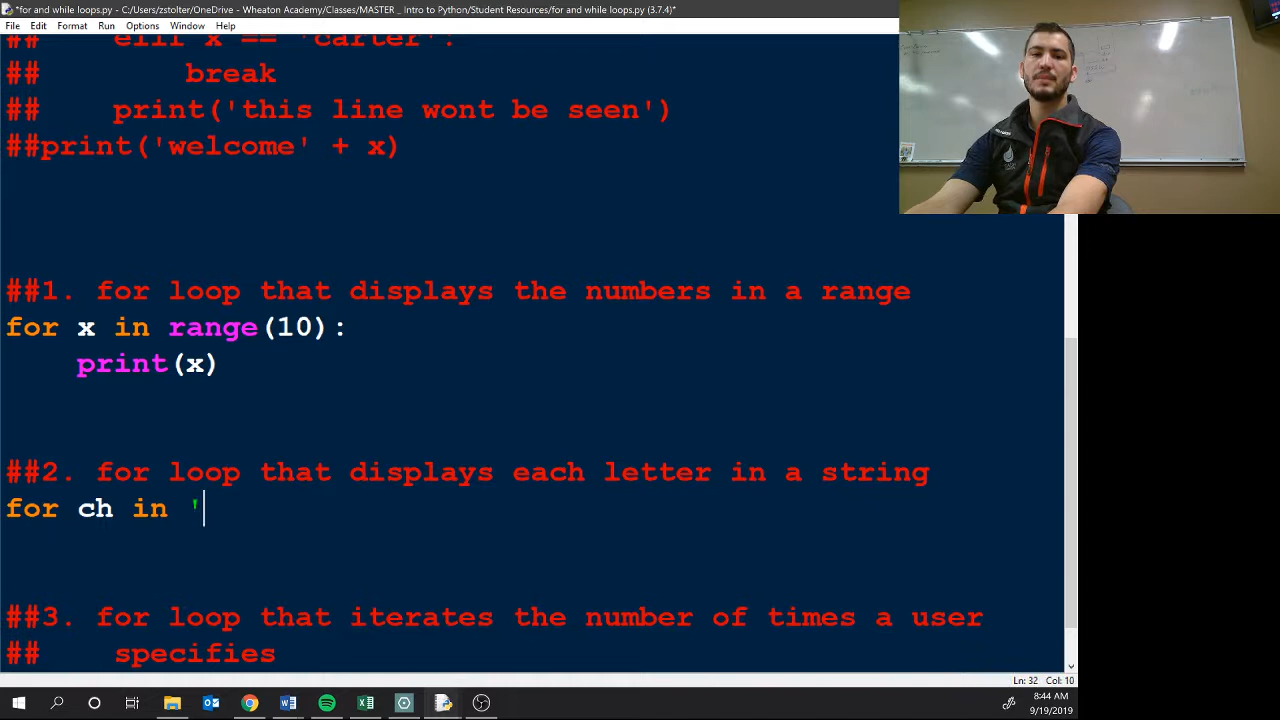 *for and while loops.py - C:/Users/zstolter/OneDrive - Wheaton Academy/Classes/MASTER _ Intro to Python/Student Resources/for and while loops.py (3.7.4)*
File Edit Format Run Options Window Help
## elif x == 'carter':
## break
## print('this line wont be seen')
##print('welcome' + x)
##1. for loop that displays the numbers in a range
for x in range(10):
print(x)
##2. for loop that displays each letter in a string
for ch in '
##3. for loop that iterates the number of times a user
## specifies
Ln: 32 Col: 10
8:44 AM
9/19/2019